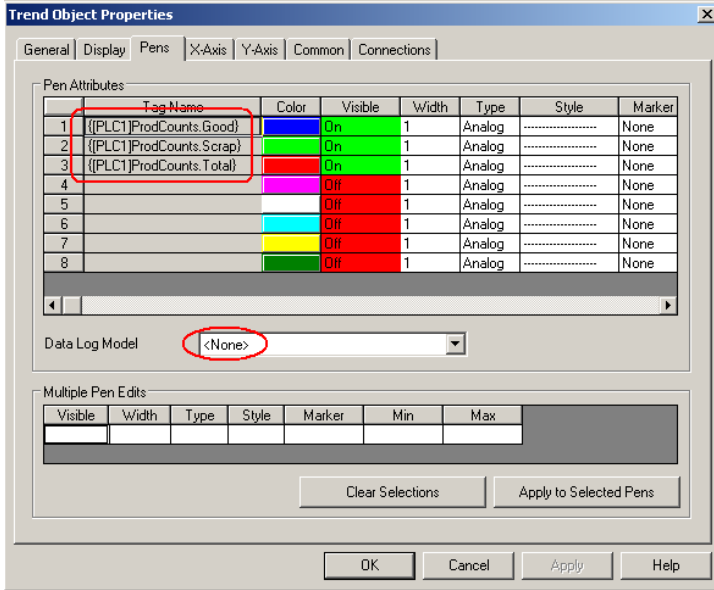 Trend Object Properties
General Display Pens X-Axis Y-Axis Common Connections
Pen Attributes
Tag Name Color Visible Width Type Style Marker
1 {[PLC1]ProdCounts.Good} On 1 Analog -------------------- None
2 {[PLC1]ProdCounts.Scrap} On 1 Analog -------------------- None
3 {[PLC1]ProdCounts.Total} On 1 Analog -------------------- None
4 Off 1 Analog -------------------- None
5 Off 1 Analog -------------------- None
6 Off 1 Analog -------------------- None
7 Off 1 Analog -------------------- None
8 Off 1 Analog -------------------- None
Data Log Model <None>
Multiple Pen Edits
Visible Width Type Style Marker Min Max
Clear Selections Apply to Selected Pens
OK Cancel Apply Help